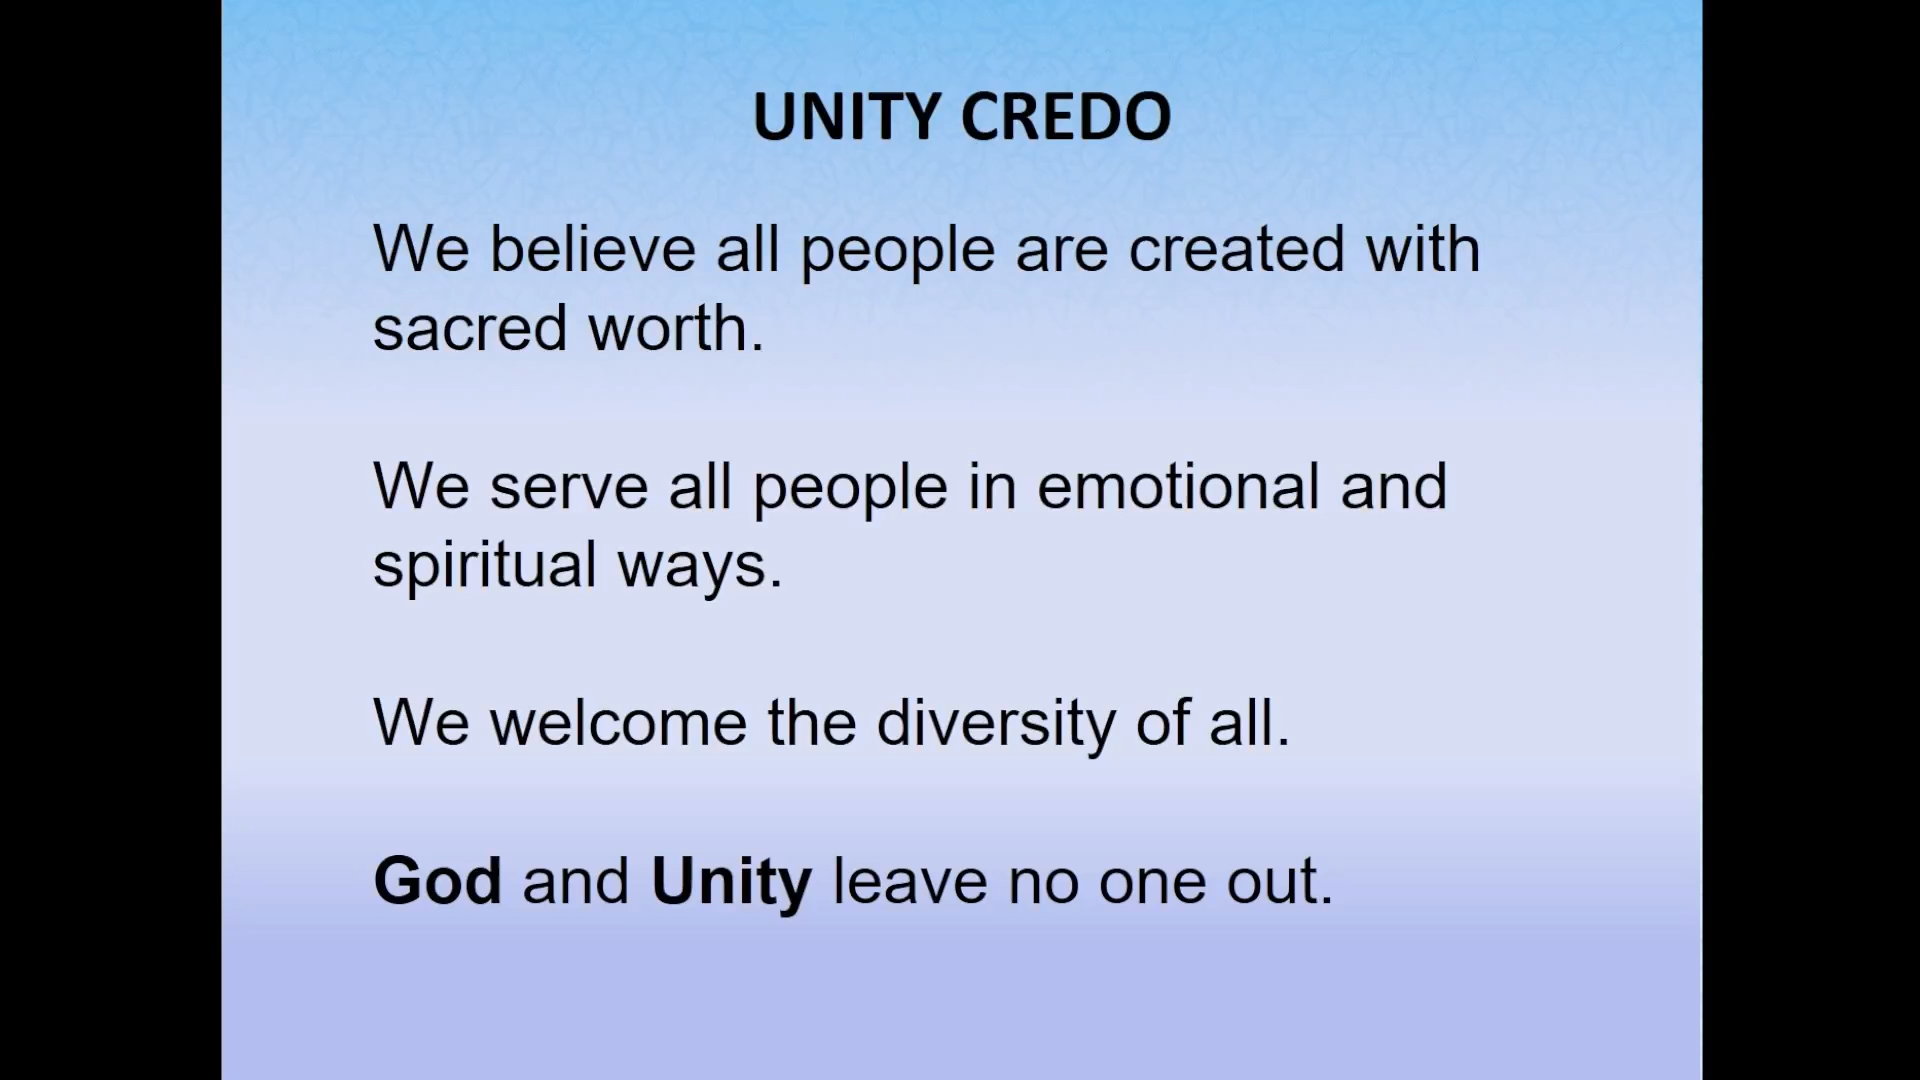 UNITY CREDO
We believe all people are created with
sacred worth.
We serve all people in emotional and
spiritual ways.
We welcome the diversity of all.
God and Unity leave no one out.